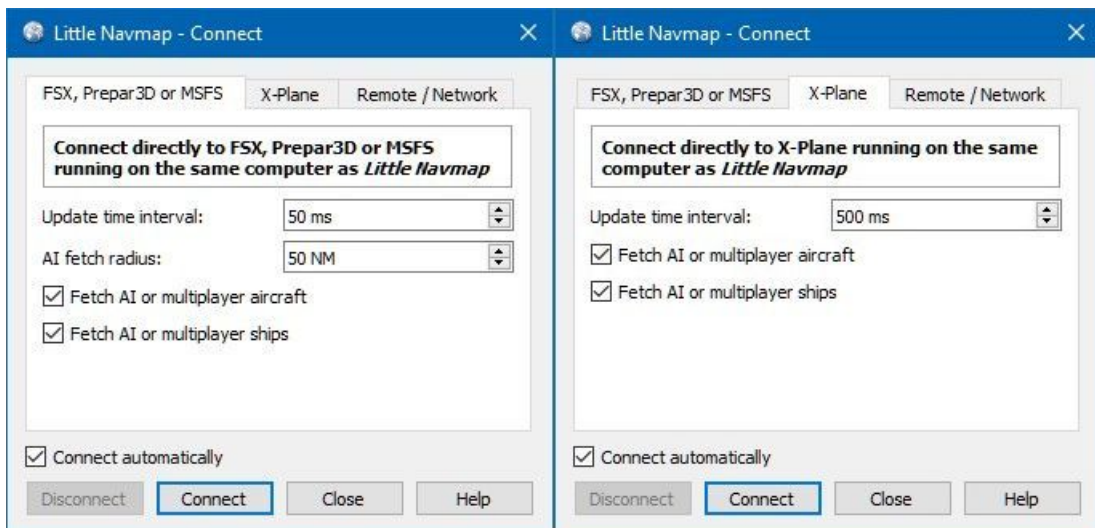 Little Navmap - Connect
FSX, Prepar3D or MSFS X-Plane Remote / Network
Connect directly to FSX, Prepar3D or MSFS
running on the same computer as Little Navmap
Update time interval: 50 ms
AI fetch radius: 50 NM
Fetch AI or multiplayer aircraft
Fetch AI or multiplayer ships
Connect automatically
Disconnect Connect Close Help
Little Navmap - Connect
FSX, Prepar3D or MSFS X-Plane Remote / Network
Connect directly to X-Plane running on the same
computer as Little Navmap
Update time interval: 500 ms
Fetch AI or multiplayer aircraft
Fetch AI or multiplayer ships
Connect automatically
Disconnect Connect Close Help